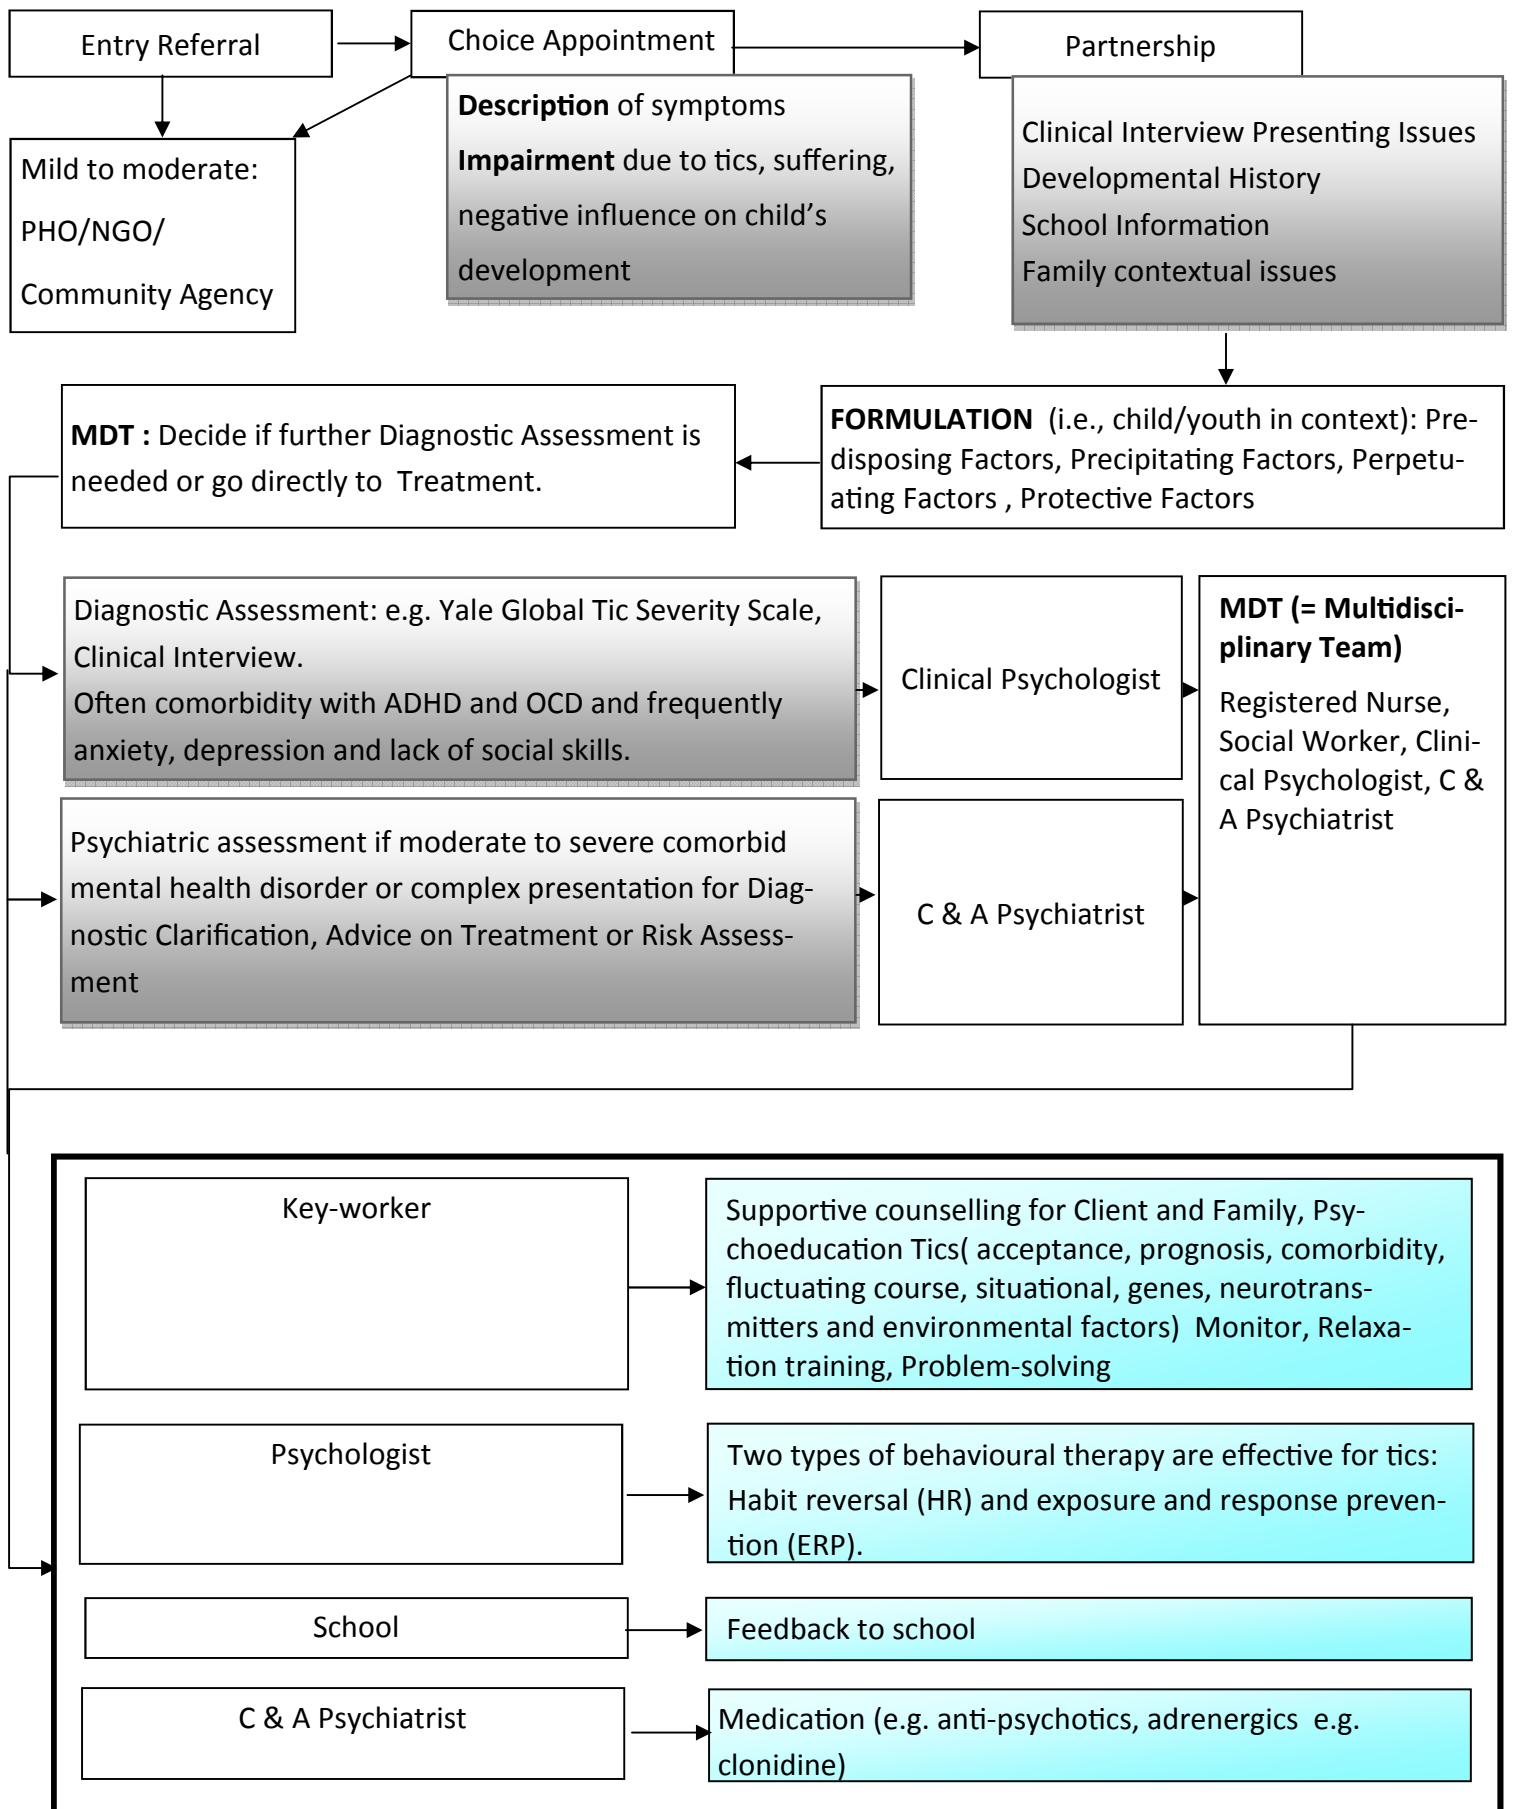 Entry Referral
Choice Appointment
Partnership
Description of symptoms
Impairment due to tics, suffering,
negative influence on child's
development
Clinical Interview Presenting Issues
Developmental History
School Information
Family contextual issues
Mild to moderate:
PHO/NGO/
Community Agency
MDT : Decide if further Diagnostic Assessment is
needed or go directly to Treatment.
FORMULATION (i.e., child/youth in context): Pre-
disposing Factors, Precipitating Factors, Perpetu-
ating Factors , Protective Factors
Diagnostic Assessment: e.g. Yale Global Tic Severity Scale,
Clinical Interview.
Often comorbidity with ADHD and OCD and frequently
anxiety, depression and lack of social skills.
Clinical Psychologist
MDT (= Multidisci-
plinary Team)
Registered Nurse,
Social Worker, Clini-
cal Psychologist, C &
A Psychiatrist
Psychiatric assessment if moderate to severe comorbid
mental health disorder or complex presentation for Diag-
nostic Clarification, Advice on Treatment or Risk Assess-
ment
C & A Psychiatrist
Key-worker
Supportive counselling for Client and Family, Psy-
choeducation Tics( acceptance, prognosis, comorbidity,
fluctuating course, situational, genes, neurotrans-
mitters and environmental factors) Monitor, Relaxa-
tion training, Problem-solving
Psychologist
Two types of behavioural therapy are effective for tics:
Habit reversal (HR) and exposure and response preven-
tion (ERP).
School
Feedback to school
C & A Psychiatrist
Medication (e.g. anti-psychotics, adrenergics e.g.
clonidine)